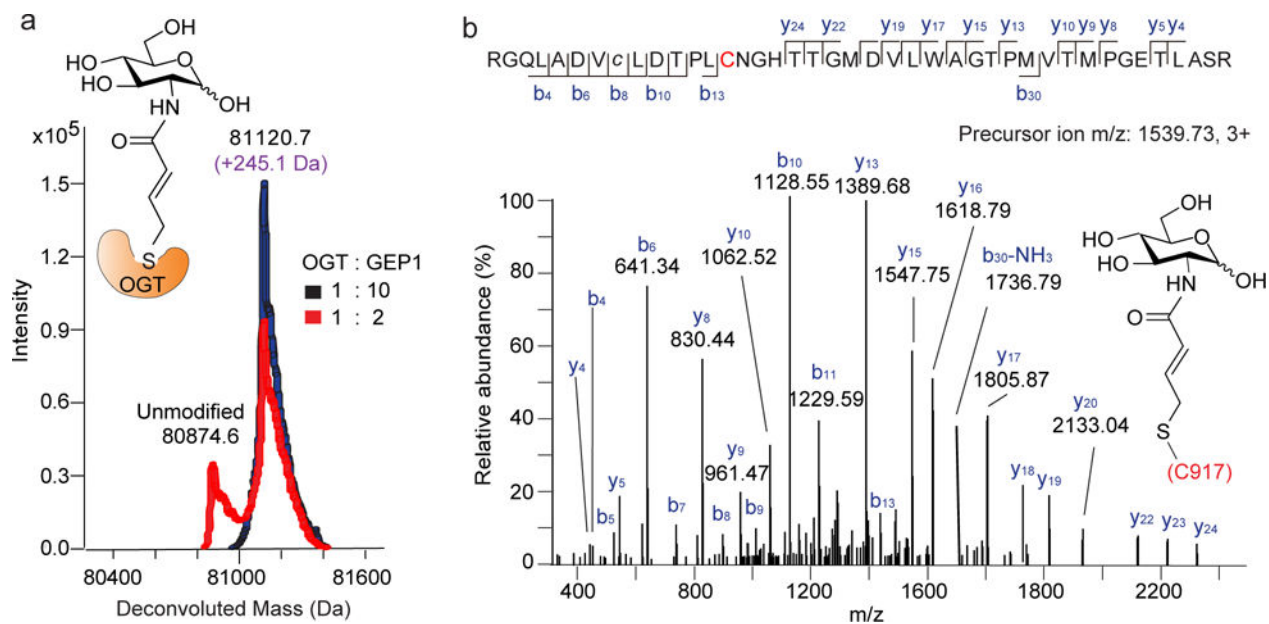 a
OH
HO
HO
O
OH
NH
O
S
OGT
x10⁵
81120.7
(+245.1 Da)
1.5
1.2
0.9
0.6
0.3
0.0
Intensity
OGT : GEP1
1 : 10
1 : 2
Unmodified
80874.6
80400 81000 81600
Deconvoluted Mass (Da)
b
y24 y22 y19 y17 y15 y13 y10 y9 y8 y5 y4
RGQLADVcLDTPLCNGHTTGMDVLWAGTPMVTMPGETLASR
b4 b6 b8 b10 b13 b30
Precursor ion m/z: 1539.73, 3+
100
80
60
40
20
0
Relative abundance (%)
y4
b4
b5
y5
b6
641.34
b7
y8
830.44
b8
y9
961.47
b9
y10
1062.52
b10
1128.55
b11
1229.59
y13
1389.68
b13
y15
1547.75
y16
1618.79
b30-NH3
1736.79
y17
1805.87
y18
y19
y20
2133.04
y22
y23
y24
400 800 1200 1600 1800 2200
m/z
OH
HO
HO
O
OH
NH
O
S
(C917)